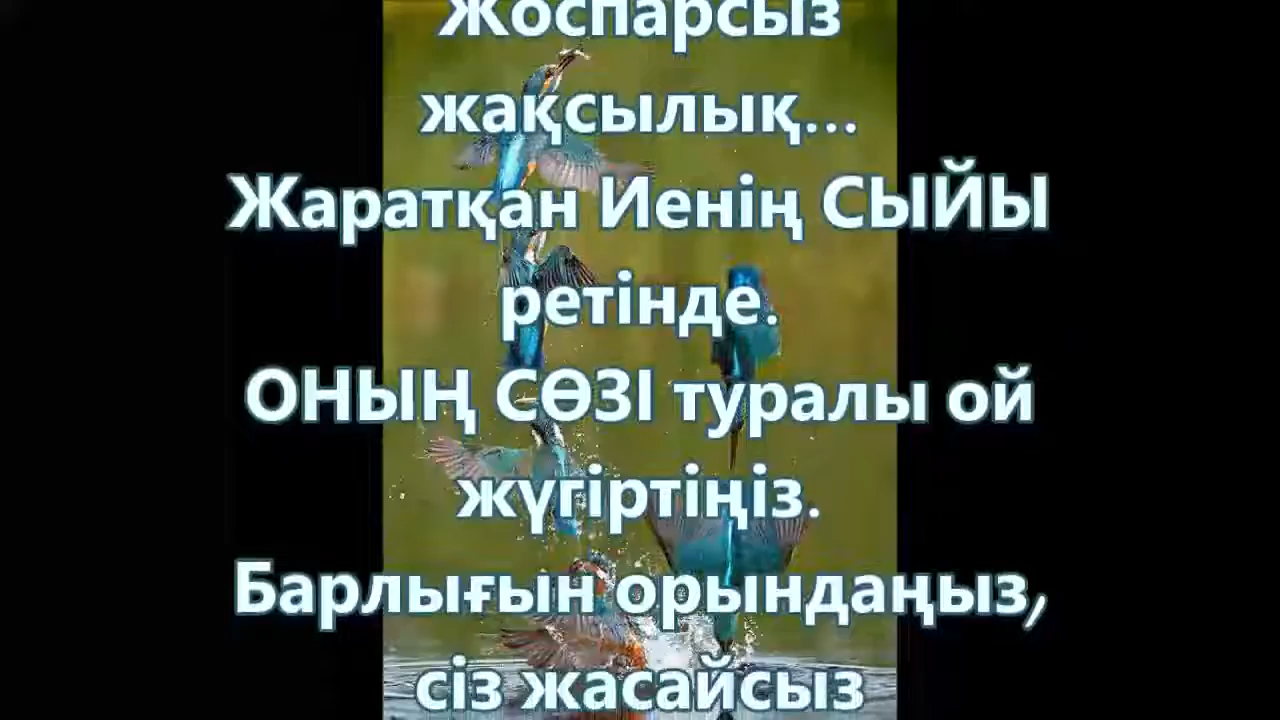 Жоспарсыз
жақсылық...
Жаратқан Иенің СЫЙЫ
ретінде.
ОНЫҢ СӨЗІ туралы ой
жүгіртіңіз.
Барлығын орындаңыз,
сіз жасайсыз